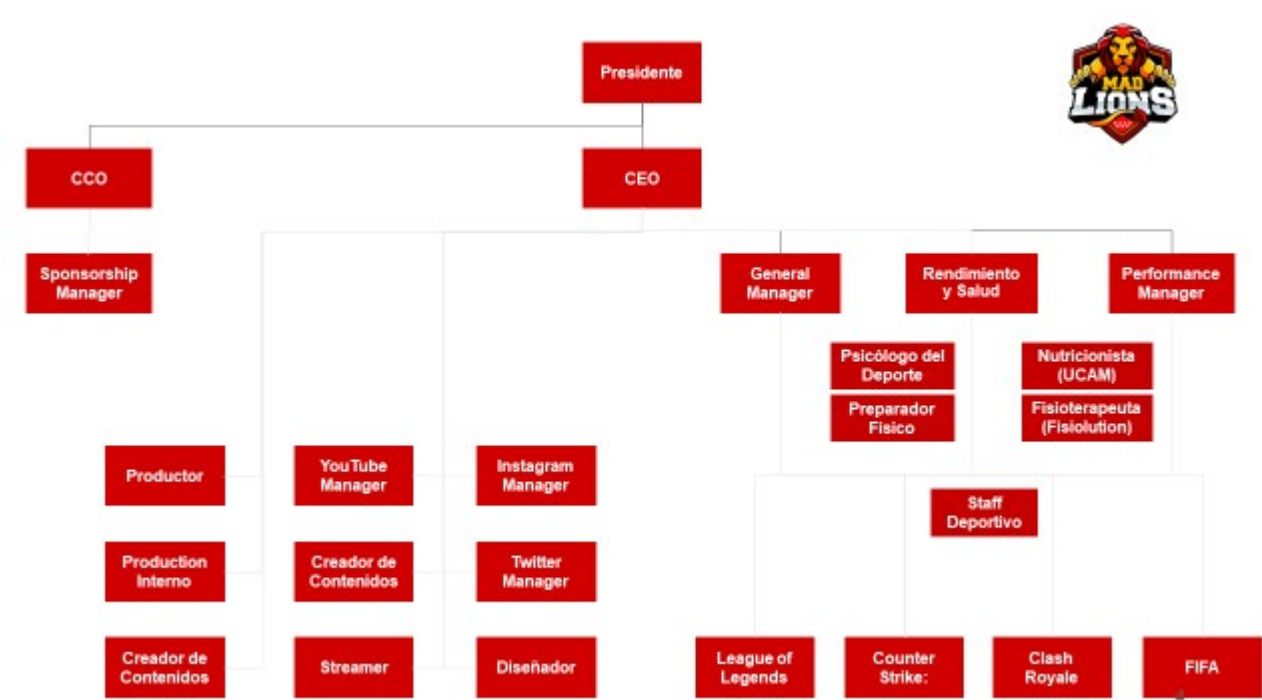 Presidente
MAD
LIONS
CCO
CEO
Sponsorship
Manager
General
Manager
Rendimiento
y Salud
Performance
Manager
Psicólogo del
Deporte
Nutricionista
(UCAM)
Preparador
Físico
Fisioterapeuta
(Fisiolution)
Productor
YouTube
Manager
Instagram
Manager
Staff
Deportivo
Production
Interno
Creador de
Contenidos
Twitter
Manager
Creador de
Contenidos
Streamer
Diseñador
League of
Legends
Counter
Strike:
Clash
Royale
FIFA